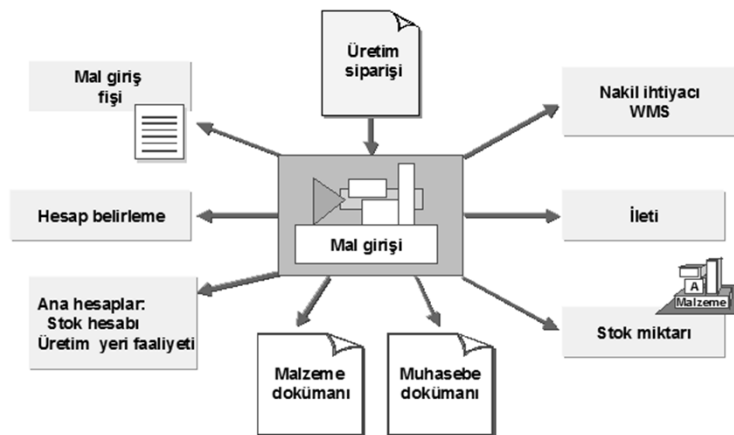 Üretim
siparişi
Mal giriş
fişi
Nakil ihtiyacı
WMS
Hesap belirleme
Mal girişi
İleti
Ana hesaplar:
Stok hesabı
Üretim yeri faaliyeti
A
Malzeme
Stok miktarı
Malzeme
dokümanı
Muhasebe
dokümanı